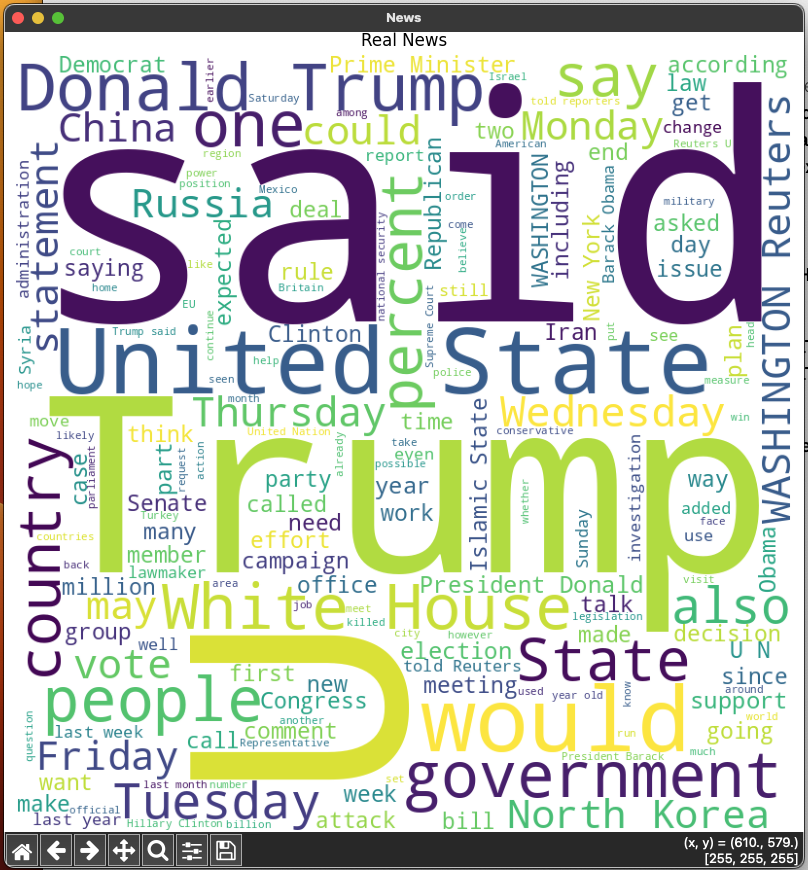 News
Real News
Democrat
earlier
Prime Minister
Israel
say
according
Donald Trump
Saturday
told reporters
law
get
China
one
among
could
two
Monday
change
American
Reuters U
region
report
Republican
end
power
position
Mexico
Russia
deal
order
military
said
administration
statement
court
saying
home
like
expected
rule
Britain
national security
percent
come
believe
WASHINGTON
including
New York
Barack Obama
asked
day
issue
WASHINGTON Reuters
EU
still
Syria
Trump said
continue
Clinton
Supreme Court
Iran
put
see
plan
head
hope
United State
help
seen
month
police
measure
move
Thursday
time
Wednesday
win
likely
think
United Nation
already
take
even
possible
conservative
Islamic State
country
case
parliament
part
request
action
Trump
party
year
way
whether
investigation
added
face
use
Senate
called
need
work
Sunday
Turkey
many
countries
effort
member
campaign
back
lawmaker
area
million
office
President Donald
visit
Obama
may
White House
job
meet
killed
talk
legislation
also
group
well
city
however
made
decision
vote
U
election
told Reuters
State
U N
first
new
meeting
used
year old
know
since
around
people
Congress
another
would
support
world
question
last week
call
comment
Representative
run
going
Friday
President Barack
much
want
last month
number
set
government
make
official
Tuesday
week
last year
Hillary Clinton
billion
attack
bill
North Korea
(x, y) = (610., 579.)
[255, 255, 255]